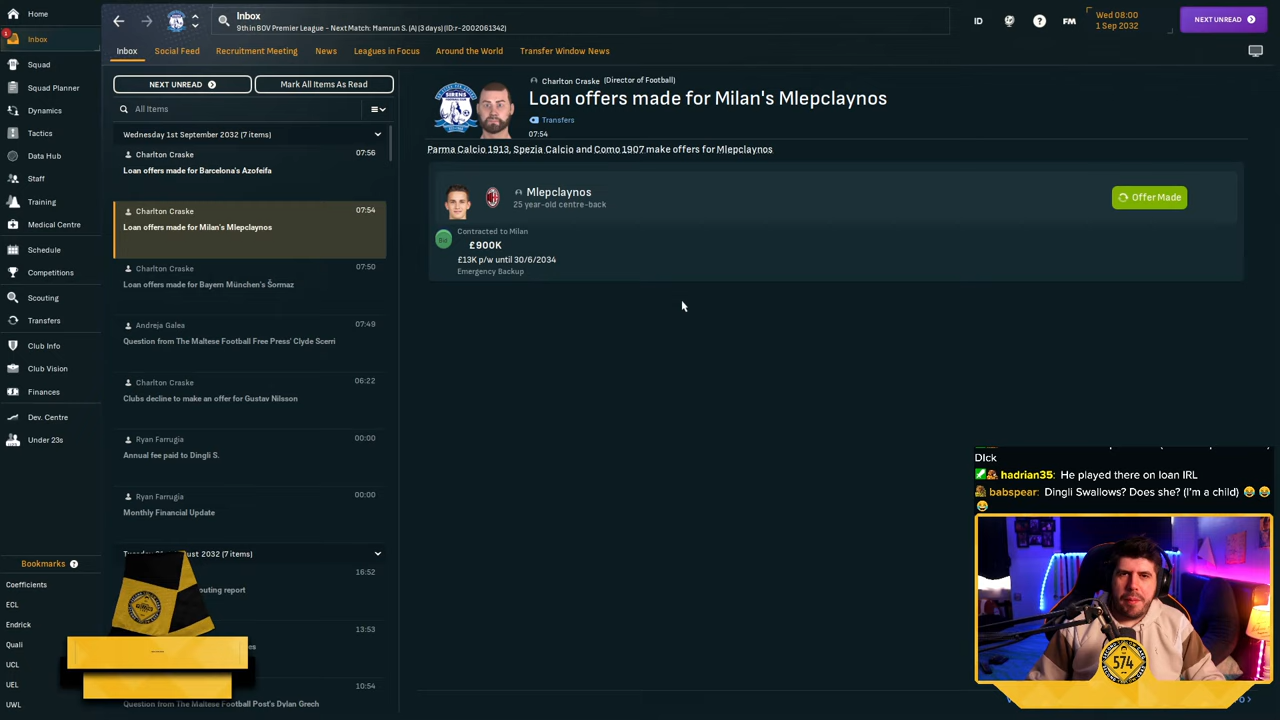 Home
Inbox
1
Squad
Squad Planner
Dynamics
Tactics
Data Hub
Staff
Training
Medical Centre
Schedule
Competitions
Scouting
Transfers
Club Info
Club Vision
Finances
Dev. Centre
Under 23s
Bookmarks
Coefficients
ECL
Endrick
Quali
UCL
UEL
UWL
Inbox
9th in BOV Premier League - Next Match: Hamrun S. (A) (3 days) (ID:r-2002061342)
ID
FM
Wed 08:00
1 Sep 2032
NEXT UNREAD
Inbox
Social Feed
Recruitment Meeting
News
Leagues in Focus
Around the World
Transfer Window News
NEXT UNREAD
Mark All Items As Read
All Items
Wednesday 1st September 2032 (7 items)
Charlton Craske 07:56
Loan offers made for Barcelona's Azofeifa
Charlton Craske 07:54
Loan offers made for Milan's Mlepclaynos
Charlton Craske 07:50
Loan offers made for Bayern München's Šormaz
Andreja Galea 07:49
Question from The Maltese Football Free Press' Clyde Scerri
Charlton Craske 06:22
Clubs decline to make an offer for Gustav Nilsson
Ryan Farrugia 00:00
Annual fee paid to Dingli S.
Ryan Farrugia 00:00
Monthly Financial Update
2032 (7 items)
16:52
report
13:53
10:54
Question from The Maltese Football Post's Dylan Grech
SIRENS
Charlton Craske (Director of Football)
Loan offers made for Milan's Mlepclaynos
Transfers
07:54
Parma Calcio 1913, Spezia Calcio and Como 1907 make offers for Mlepclaynos
Mlepclaynos
25 year-old centre-back
Offer Made
Contracted to Milan
£900K
£13K p/w until 30/6/2034
Emergency Backup
DIck
hadrian35: He played there on loan IRL
babspear: Dingli Swallows? Does she? (I'm a child)
574